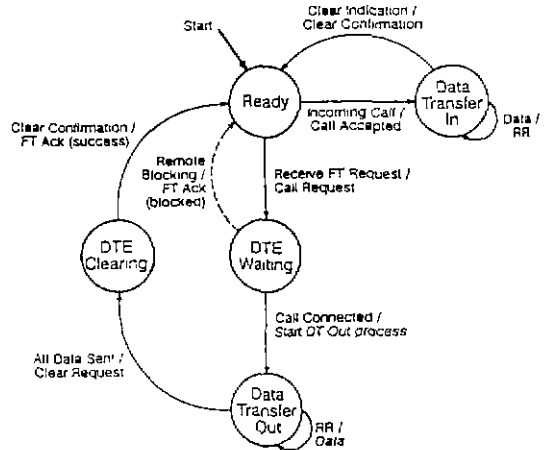 Clear Indication /
Clear Confirmation
Start
Ready
Data
Transfer
In
Incoming Call /
Call Accepted
Data /
RR
Clear Confirmation /
FT Ack (success)
Remote
Blocking /
FT Ack
(blocked)
Receive FT Request /
Call Request
DTE
Clearing
DTE
Waiting
Call Connected /
Start DT Out process
All Data Sent /
Clear Request
Data
Transfer
Out
RR /
Data